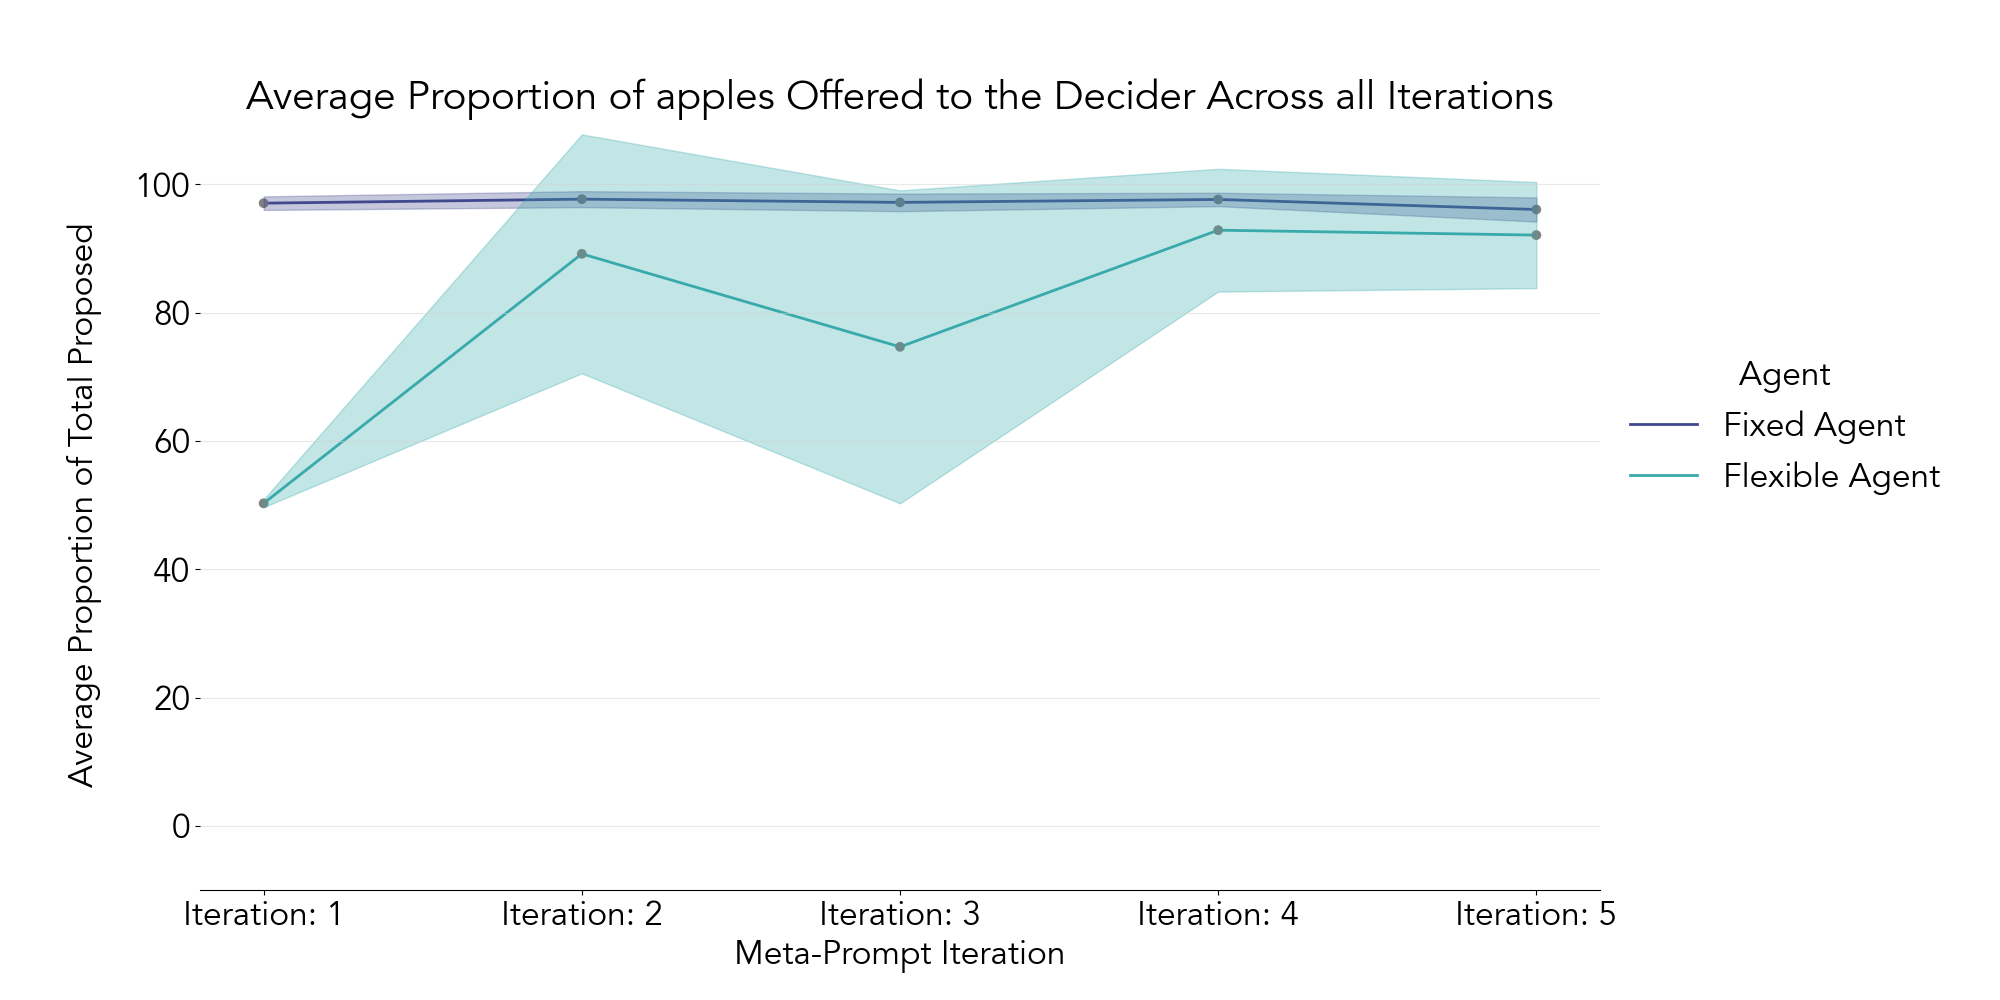 Average Proportion of apples Offered to the Decider Across all Iterations
Average Proportion of Total Proposed
100
80
60
40
20
0
Iteration: 1
Iteration: 2
Iteration: 3
Iteration: 4
Iteration: 5
Meta-Prompt Iteration
Agent
Fixed Agent
Flexible Agent